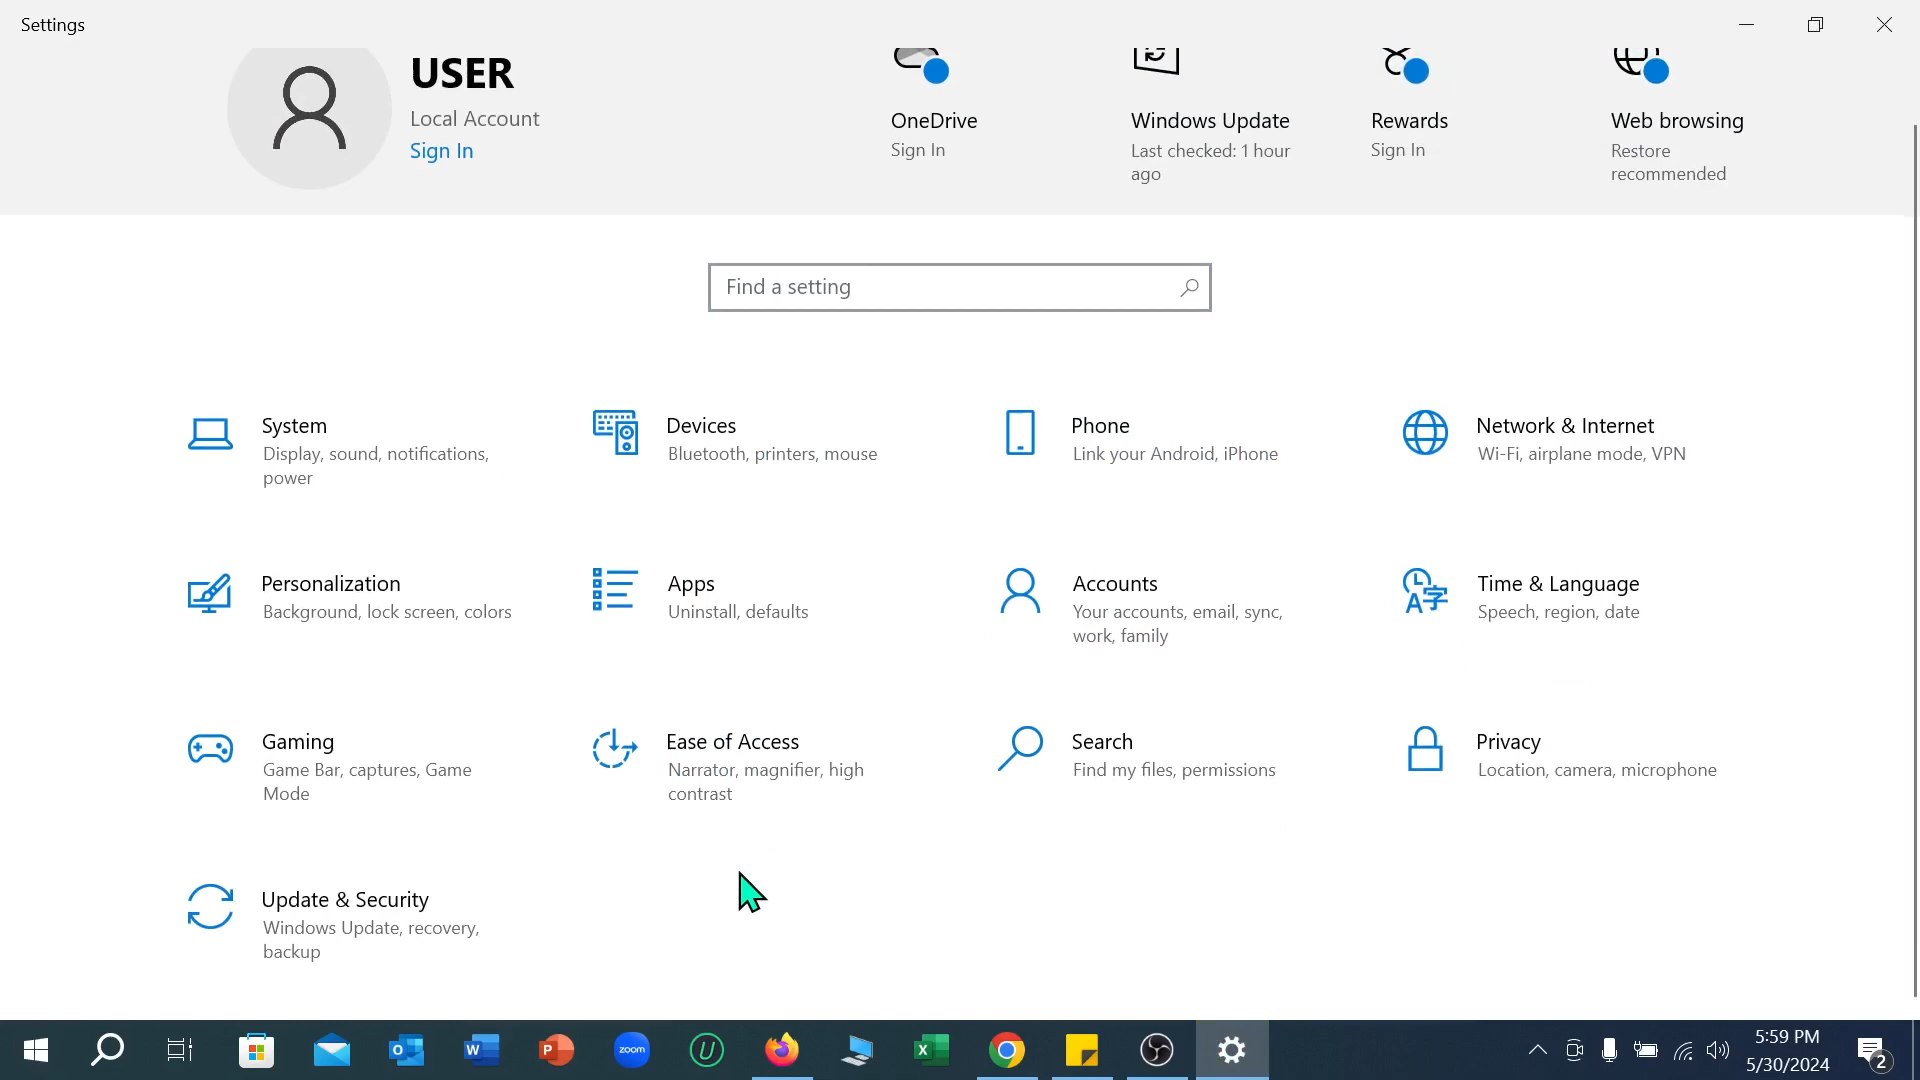 Settings
USER
Local Account
Sign In
OneDrive
Sign In
Windows Update
Last checked: 1 hour
ago
Rewards
Sign In
Web browsing
Restore
recommended
Find a setting
System
Display, sound, notifications,
power
Devices
Bluetooth, printers, mouse
Phone
Link your Android, iPhone
Network & Internet
Wi-Fi, airplane mode, VPN
Personalization
Background, lock screen, colors
Apps
Uninstall, defaults
Accounts
Your accounts, email, sync,
work, family
A字
Time & Language
Speech, region, date
Gaming
Game Bar, captures, Game
Mode
Ease of Access
Narrator, magnifier, high
contrast
Search
Find my files, permissions
Privacy
Location, camera, microphone
Update & Security
Windows Update, recovery,
backup
O
W
P
zoom
U
X
5:59 PM
5/30/2024
2